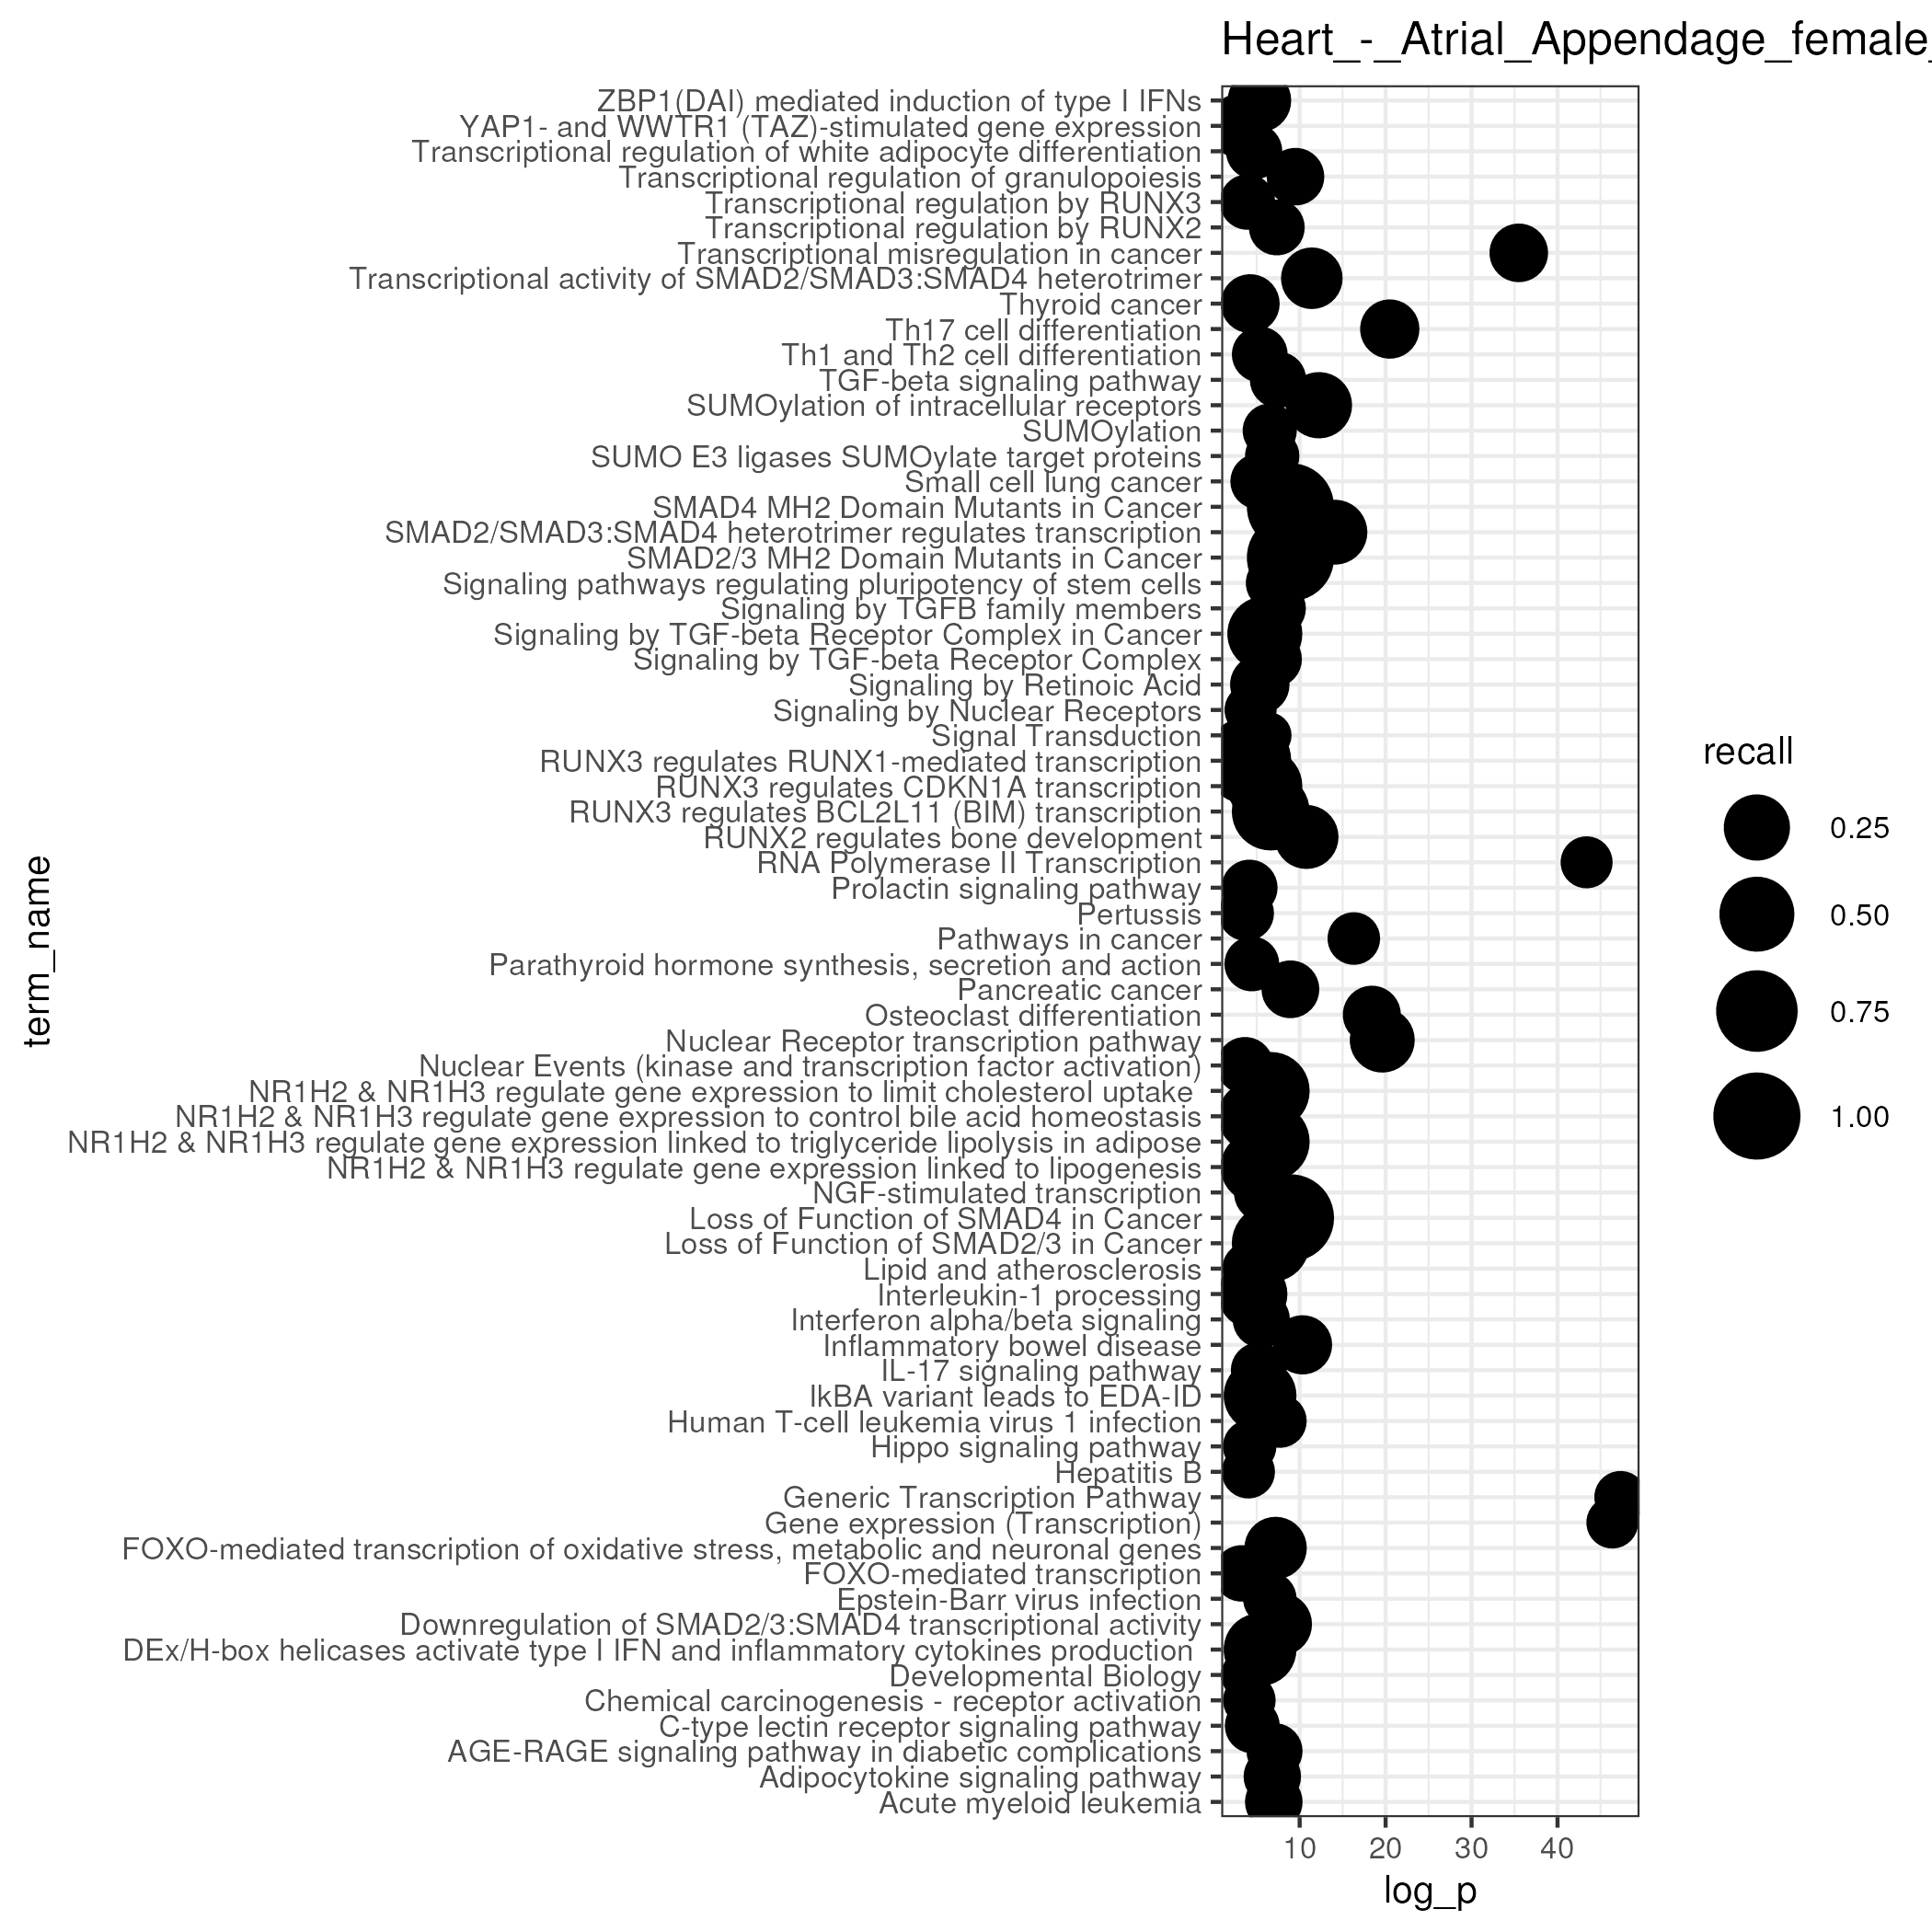 Heart_-_Atrial_Appendage_female_
ZBP1(DAI) mediated induction of type I IFNs
YAP1- and WWTR1 (TAZ)-stimulated gene expression
Transcriptional regulation of white adipocyte differentiation
Transcriptional regulation of granulopoiesis
Transcriptional regulation by RUNX3
Transcriptional regulation by RUNX2
Transcriptional misregulation in cancer
Transcriptional activity of SMAD2/SMAD3:SMAD4 heterotrimer
Thyroid cancer
Th17 cell differentiation
Th1 and Th2 cell differentiation
TGF-beta signaling pathway
SUMOylation of intracellular receptors
SUMOylation
SUMO E3 ligases SUMOylate target proteins
Small cell lung cancer
SMAD4 MH2 Domain Mutants in Cancer
SMAD2/SMAD3:SMAD4 heterotrimer regulates transcription
SMAD2/3 MH2 Domain Mutants in Cancer
Signaling pathways regulating pluripotency of stem cells
Signaling by TGFB family members
Signaling by TGF-beta Receptor Complex in Cancer
Signaling by TGF-beta Receptor Complex
Signaling by Retinoic Acid
Signaling by Nuclear Receptors
Signal Transduction
RUNX3 regulates RUNX1-mediated transcription
RUNX3 regulates CDKN1A transcription
RUNX3 regulates BCL2L11 (BIM) transcription
RUNX2 regulates bone development
RNA Polymerase II Transcription
Prolactin signaling pathway
Pertussis
Pathways in cancer
Parathyroid hormone synthesis, secretion and action
Pancreatic cancer
Osteoclast differentiation
Nuclear Receptor transcription pathway
Nuclear Events (kinase and transcription factor activation)
NR1H2 & NR1H3 regulate gene expression to limit cholesterol uptake
NR1H2 & NR1H3 regulate gene expression to control bile acid homeostasis
NR1H2 & NR1H3 regulate gene expression linked to triglyceride lipolysis in adipose
NR1H2 & NR1H3 regulate gene expression linked to lipogenesis
NGF-stimulated transcription
Loss of Function of SMAD4 in Cancer
Loss of Function of SMAD2/3 in Cancer
Lipid and atherosclerosis
Interleukin-1 processing
Interferon alpha/beta signaling
Inflammatory bowel disease
IL-17 signaling pathway
IkBA variant leads to EDA-ID
Human T-cell leukemia virus 1 infection
Hippo signaling pathway
Hepatitis B
Generic Transcription Pathway
Gene expression (Transcription)
FOXO-mediated transcription of oxidative stress, metabolic and neuronal genes
FOXO-mediated transcription
Epstein-Barr virus infection
Downregulation of SMAD2/3:SMAD4 transcriptional activity
DEx/H-box helicases activate type I IFN and inflammatory cytokines production
Developmental Biology
Chemical carcinogenesis - receptor activation
C-type lectin receptor signaling pathway
AGE-RAGE signaling pathway in diabetic complications
Adipocytokine signaling pathway
Acute myeloid leukemia
term_name
10 20 30 40
log_p
recall
0.25
0.50
0.75
1.00